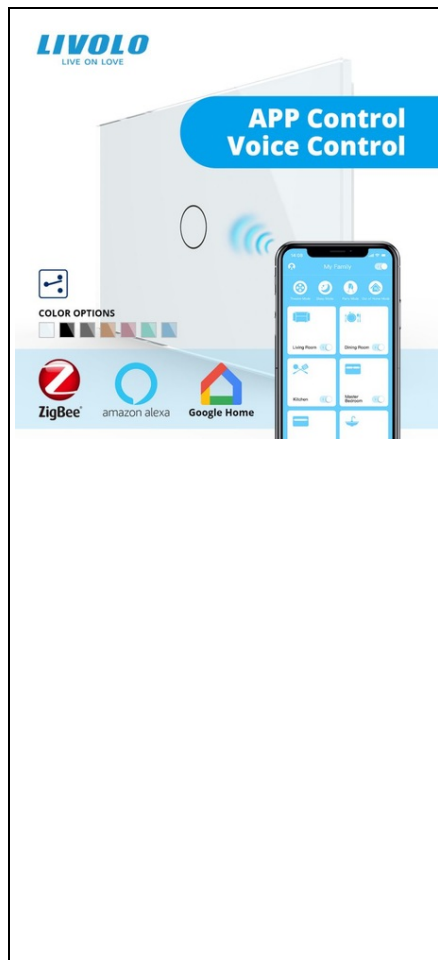 LIVOLO
LIVE ON LOVE
APP Control
Voice Control
My Family
Living Room
Dining Room
Kitchen
Master
Bedroom
COLOR OPTIONS
ZigBee
amazon alexa
Google Home